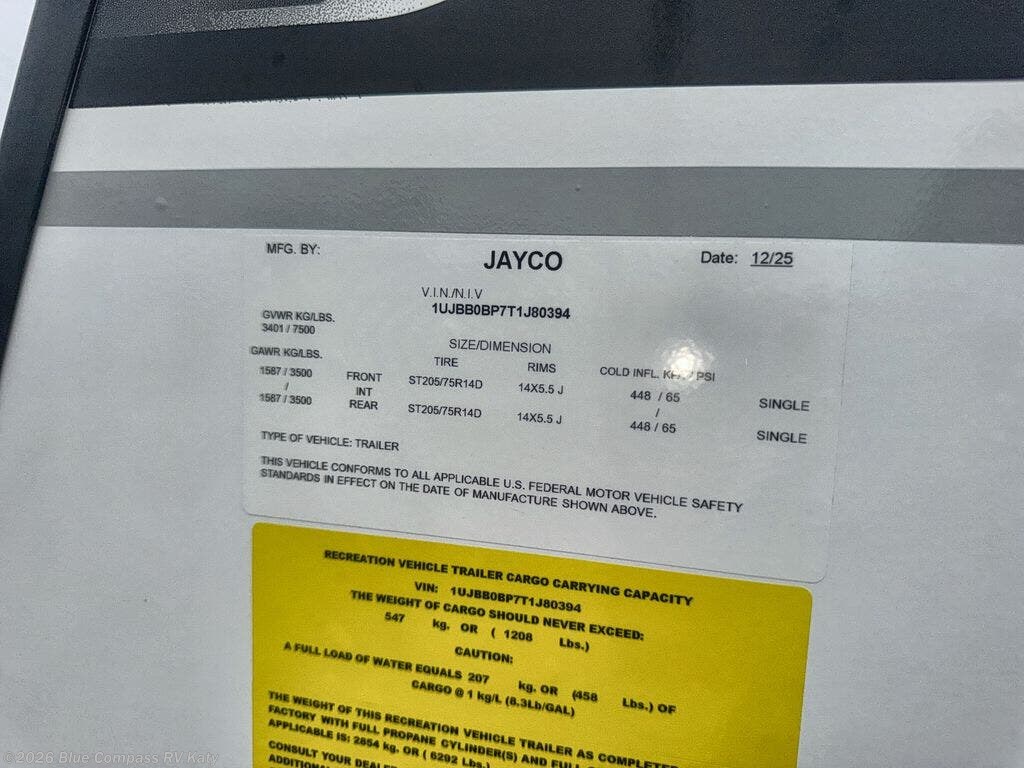 MFG. BY: JAYCO Date: 12/25
V.I.N./N.I.V
1UJBB0BP7T1J80394
GVWR KG/LBS.
3401 / 7500
SIZE/DIMENSION
GAWR KG/LBS. TIRE RIMS COLD INFL. KPA / PSI
1587 / 3500 FRONT ST205/75R14D 14X5.5 J 448 / 65 SINGLE
/ INT /
1587 / 3500 REAR ST205/75R14D 14X5.5 J 448 / 65 SINGLE
TYPE OF VEHICLE: TRAILER
THIS VEHICLE CONFORMS TO ALL APPLICABLE U.S. FEDERAL MOTOR VEHICLE SAFETY
STANDARDS IN EFFECT ON THE DATE OF MANUFACTURE SHOWN ABOVE.
RECREATION VEHICLE TRAILER CARGO CARRYING CAPACITY
VIN: 1UJBB0BP7T1J80394
THE WEIGHT OF CARGO SHOULD NEVER EXCEED:
547 kg. OR ( 1208 Lbs.)
CAUTION:
A FULL LOAD OF WATER EQUALS 207 kg. OR (458 Lbs.) OF
CARGO @ 1 kg/L (8.3Lb/GAL)
THE WEIGHT OF THIS RECREATION VEHICLE TRAILER AS COMPLETED
FACTORY WITH FULL PROPANE CYLINDER(S) AND FULL
APPLICABLE IS: 2854 kg. OR ( 6292 Lbs.)
CONSULT YOUR DEALE
ADDITIONA
©2026 Blue Compass RV Katy